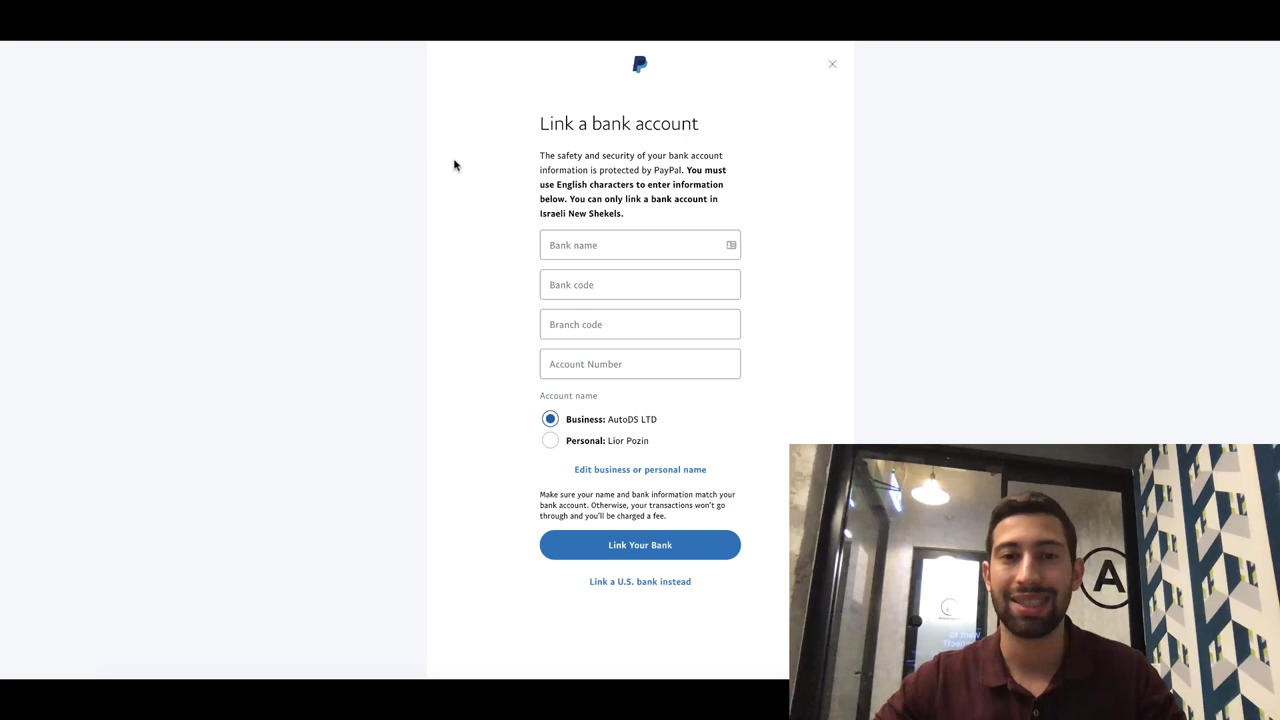 Link a bank account
The safety and security of your bank account
information is protected by PayPal. You must
use English characters to enter information
below. You can only link a bank account in
Israeli New Shekels.
Bank name
Bank code
Branch code
Account Number
Account name
Business: AutoDS LTD
Personal: Lior Pozin
Edit business or personal name
Make sure your name and bank information match your
bank account. Otherwise, your transactions won't go
through and you'll be charged a fee.
Link Your Bank
Link a U.S. bank instead
A